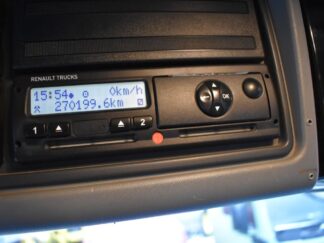 RENAULT TRUCKS
15:54 0km/h
270199.6km
1 2
OK